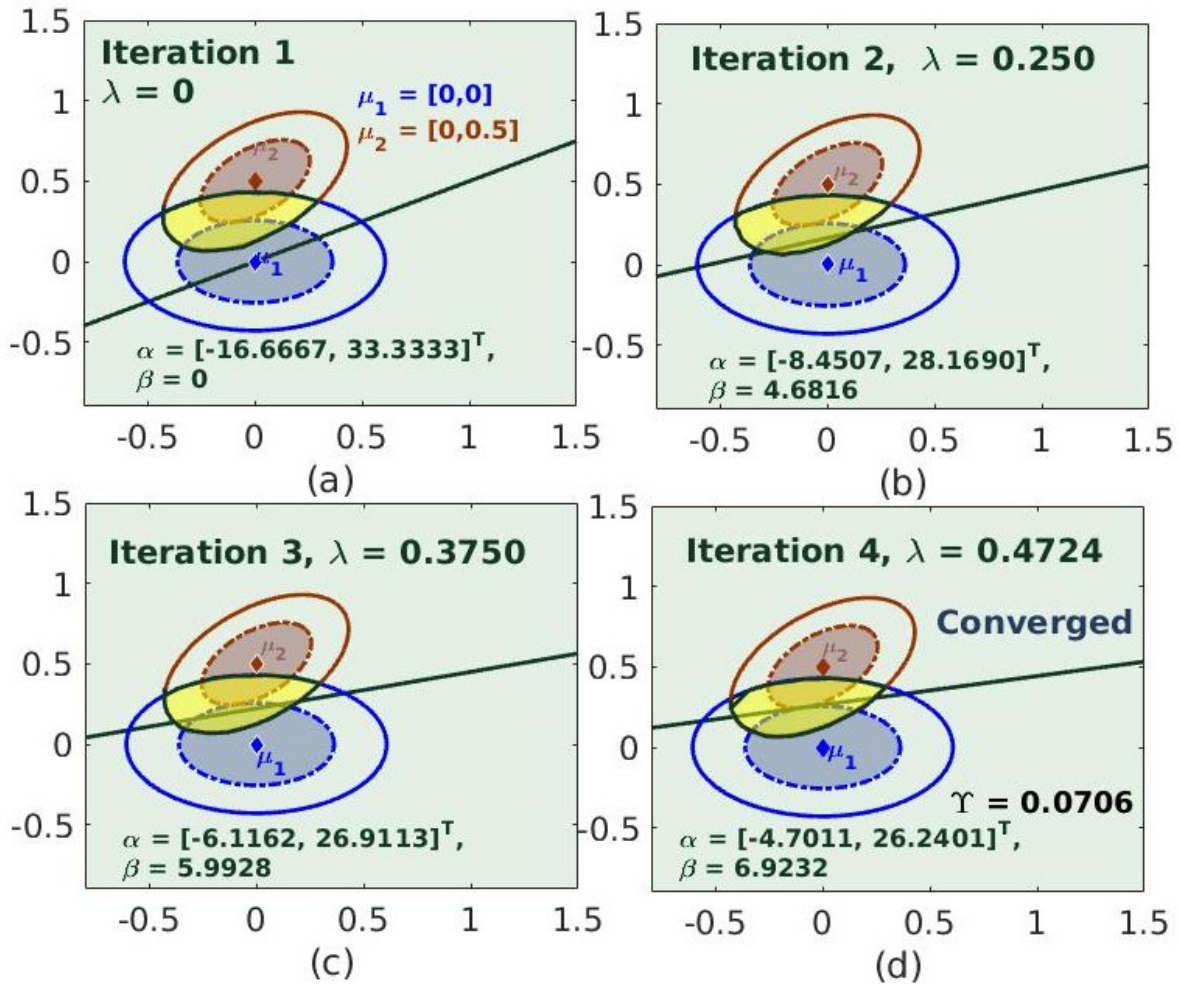 1.5
Iteration 1
λ = 0
1
μ1 = [0,0]
μ2 = [0,0.5]
μ2
0.5
0
μ1
-0.5
α = [-16.6667, 33.3333]T,
β = 0
-0.5 0 0.5 1 1.5
(a)
1.5
Iteration 2, λ = 0.250
1
μ2
0.5
0
μ1
-0.5
α = [-8.4507, 28.1690]T,
β = 4.6816
-0.5 0 0.5 1 1.5
(b)
1.5
Iteration 3, λ = 0.3750
1
μ2
0.5
0
μ1
-0.5
α = [-6.1162, 26.9113]T,
β = 5.9928
-0.5 0 0.5 1 1.5
(c)
1.5
Iteration 4, λ = 0.4724
1
Converged
μ2
0.5
0
μ1
ϒ = 0.0706
-0.5
α = [-4.7011, 26.2401]T,
β = 6.9232
-0.5 0 0.5 1 1.5
(d)